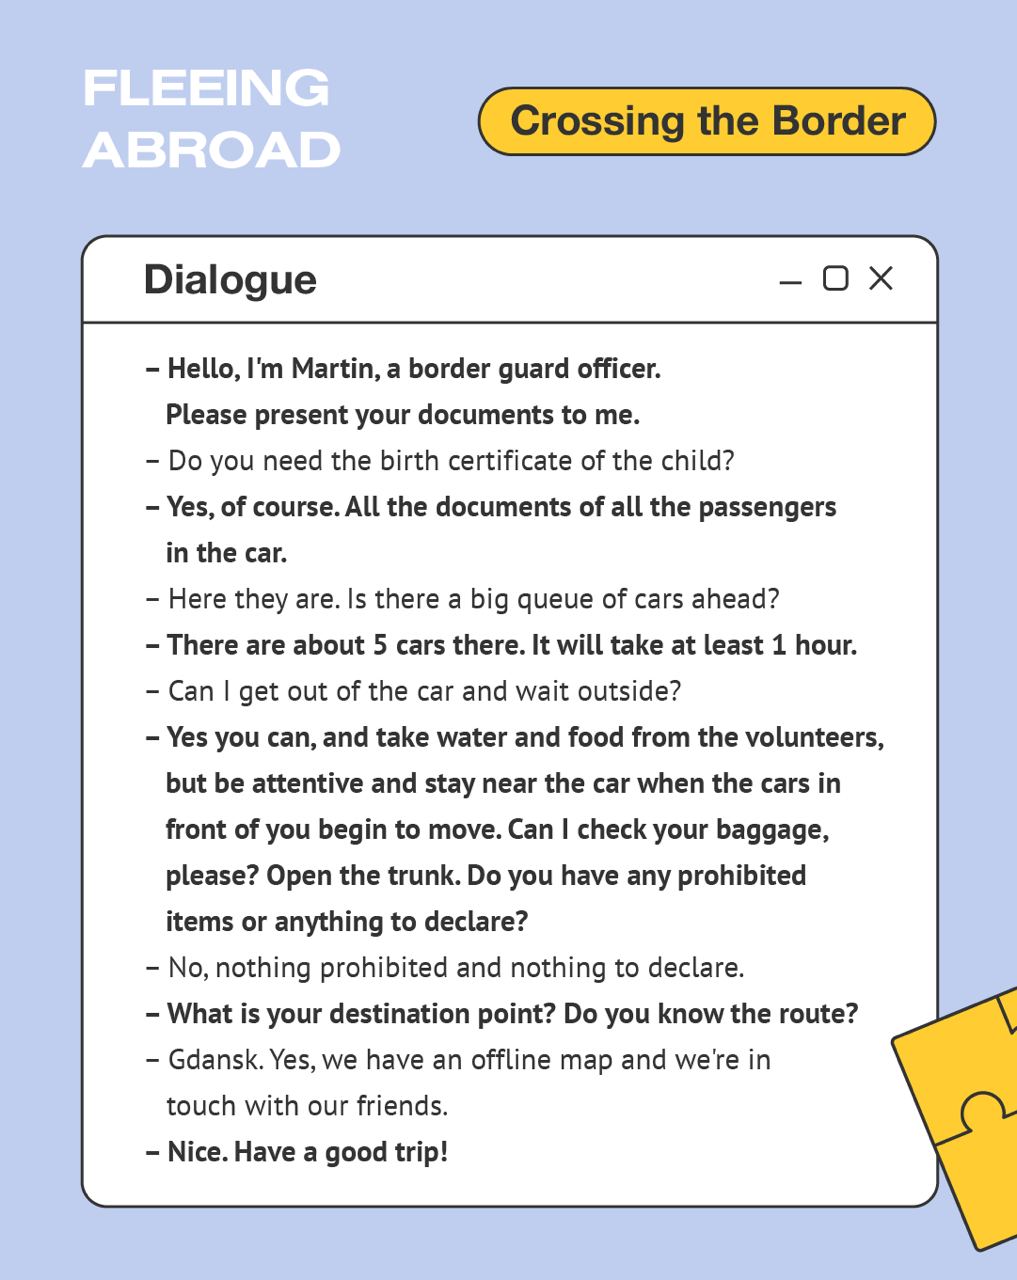 FLEEING
ABROAD
Crossing the Border
Dialogue
– Hello, I'm Martin, a border guard officer.
Please present your documents to me.
– Do you need the birth certificate of the child?
– Yes, of course. All the documents of all the passengers
in the car.
– Here they are. Is there a big queue of cars ahead?
– There are about 5 cars there. It will take at least 1 hour.
– Can I get out of the car and wait outside?
– Yes you can, and take water and food from the volunteers,
but be attentive and stay near the car when the cars in
front of you begin to move. Can I check your baggage,
please? Open the trunk. Do you have any prohibited
items or anything to declare?
– No, nothing prohibited and nothing to declare.
– What is your destination point? Do you know the route?
– Gdansk. Yes, we have an offline map and we're in
touch with our friends.
– Nice. Have a good trip!